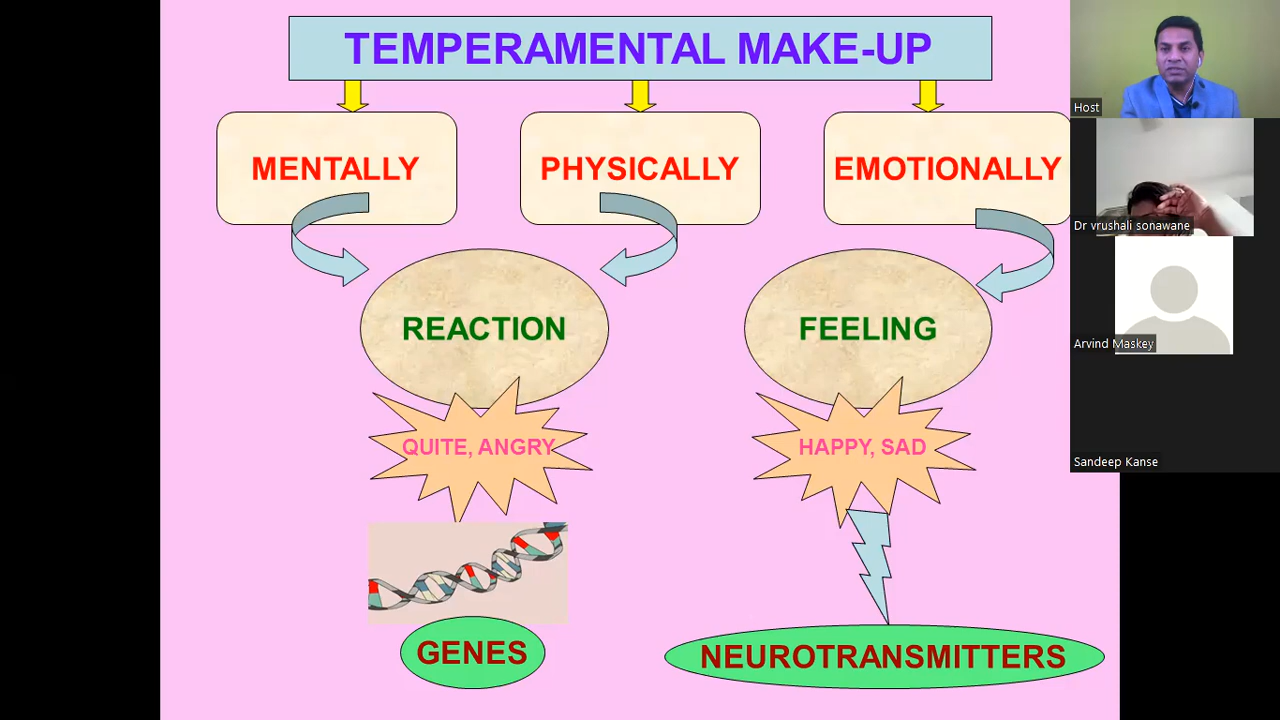 TEMPERAMENTAL MAKE-UP
MENTALLY
PHYSICALLY
EMOTIONALLY
REACTION
FEELING
QUITE, ANGRY
HAPPY, SAD
GENES
NEUROTRANSMITTERS
Host
Dr vrushali sonawane
Arvind Maskey
Sandeep Kanse